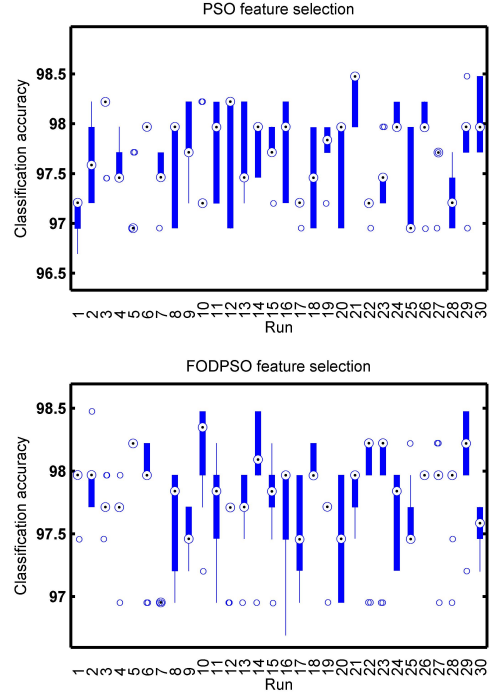 PSO feature selection
Classification accuracy
98.5
98
97.5
97
96.5
1 2 3 4 5 6 7 8 9 10 11 12 13 14 15 16 17 18 19 20 21 22 23 24 25 26 27 28 29 30
Run
FODPSO feature selection
Classification accuracy
98.5
98
97.5
97
1 2 3 4 5 6 7 8 9 10 11 12 13 14 15 16 17 18 19 20 21 22 23 24 25 26 27 28 29 30
Run